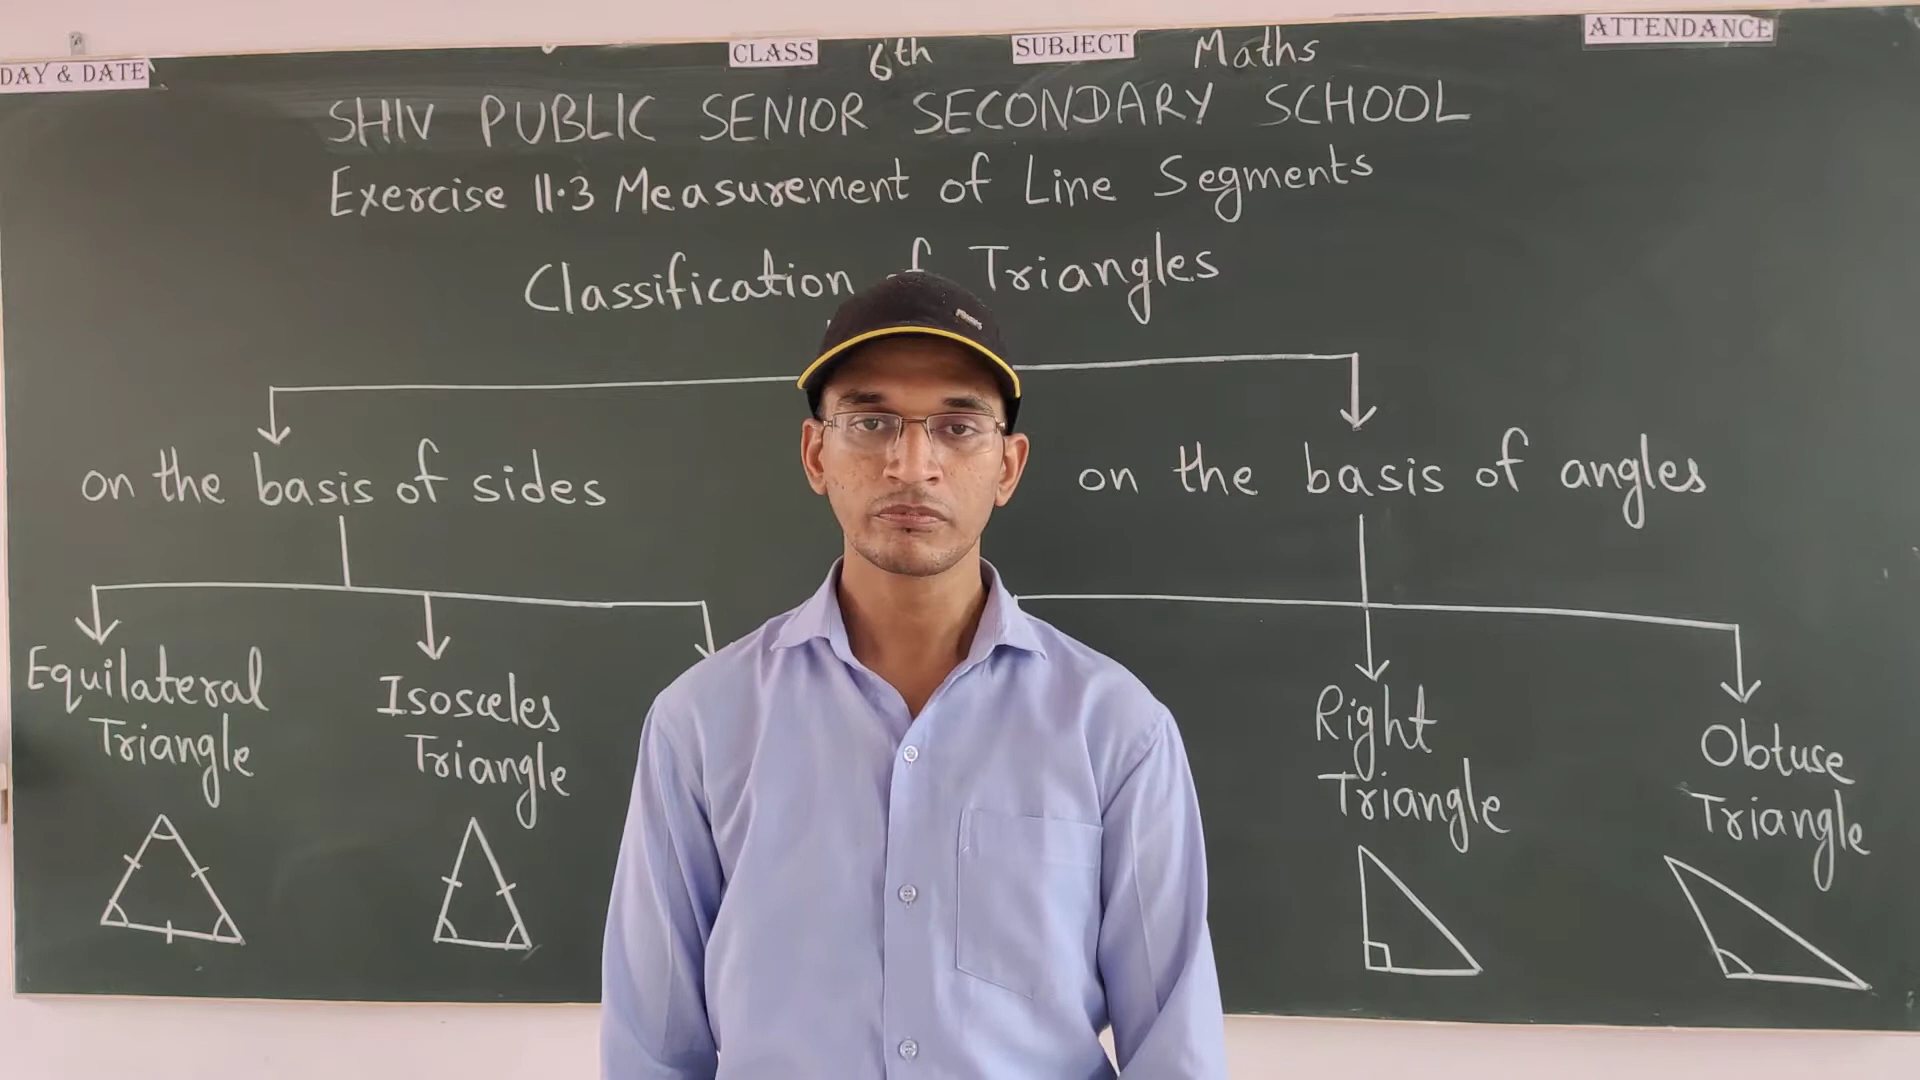 DAY & DATE
CLASS 6th SUBJECT Maths ATTENDANCE
SHIV PUBLIC SENIOR SECONDARY SCHOOL
Exercise 11.3 Measurement of Line Segments
Classification of Triangles
on the basis of sides
on the basis of angles
Equilateral
Triangle
Isosceles
Triangle
Right
Triangle
Obtuse
Triangle